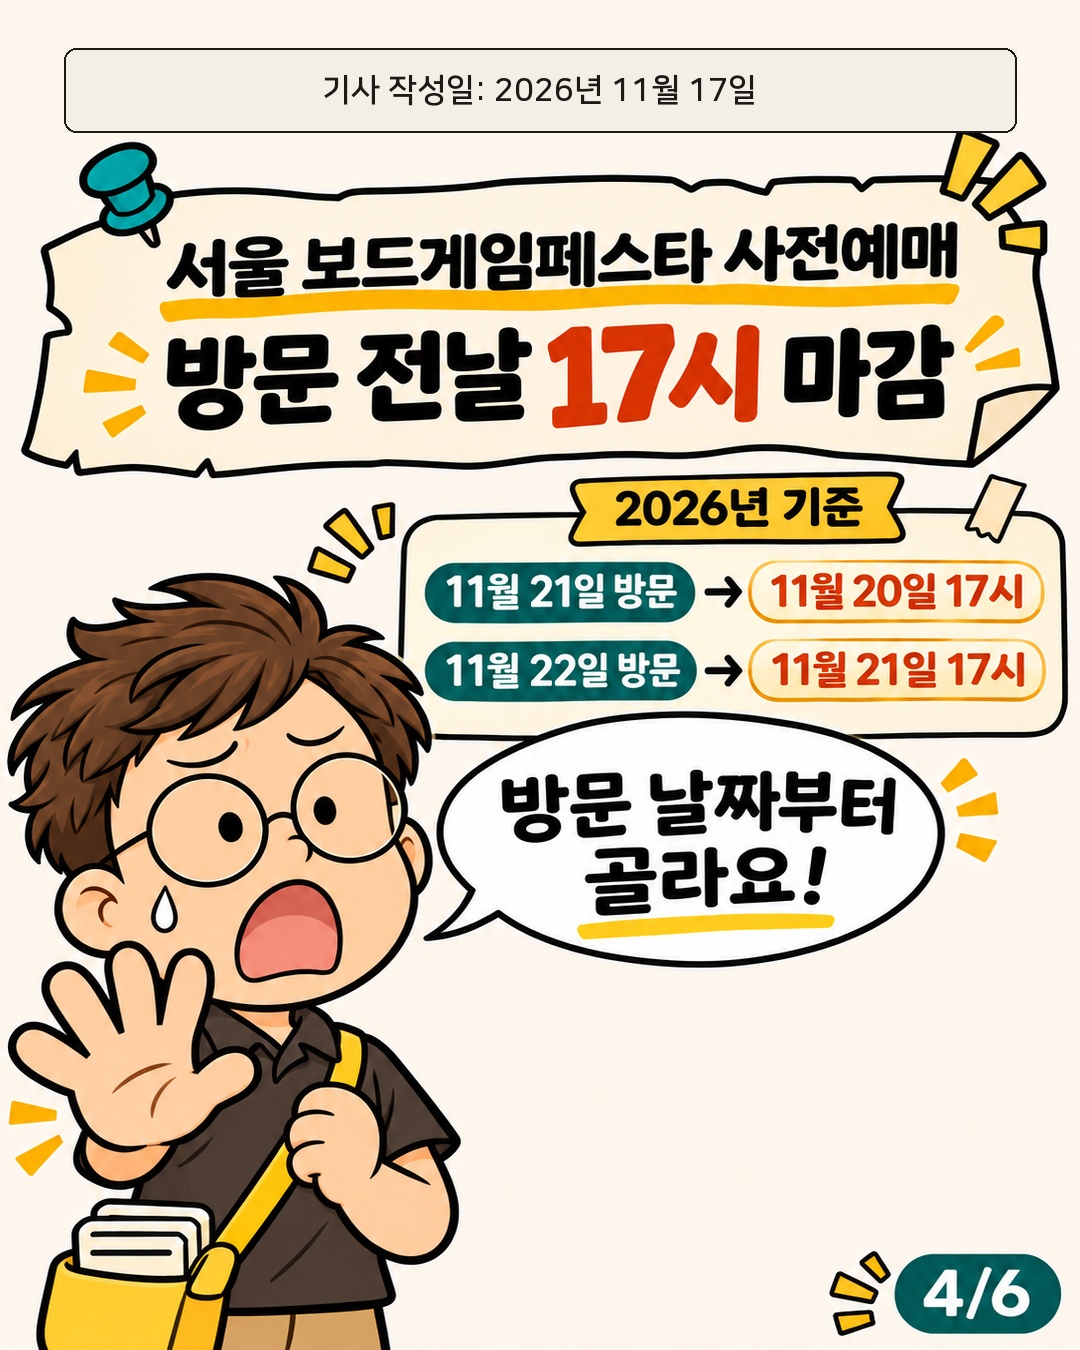 기사 작성일: 2026년 11월 17일
서울 보드게임페스타 사전예매
방문 전날 17시 마감
2026년 기준
11월 21일 방문 → 11월 20일 17시
11월 22일 방문 → 11월 21일 17시
방문 날짜부터
골라요!
4/6